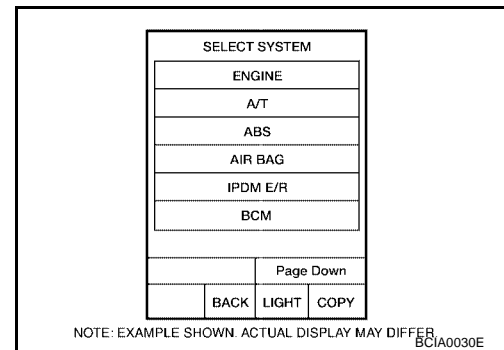 SELECT SYSTEM
ENGINE
A/T
ABS
AIR BAG
IPDM E/R
BCM
Page Down
BACK LIGHT COPY
NOTE: EXAMPLE SHOWN. ACTUAL DISPLAY MAY DIFFER
BCIA0030E